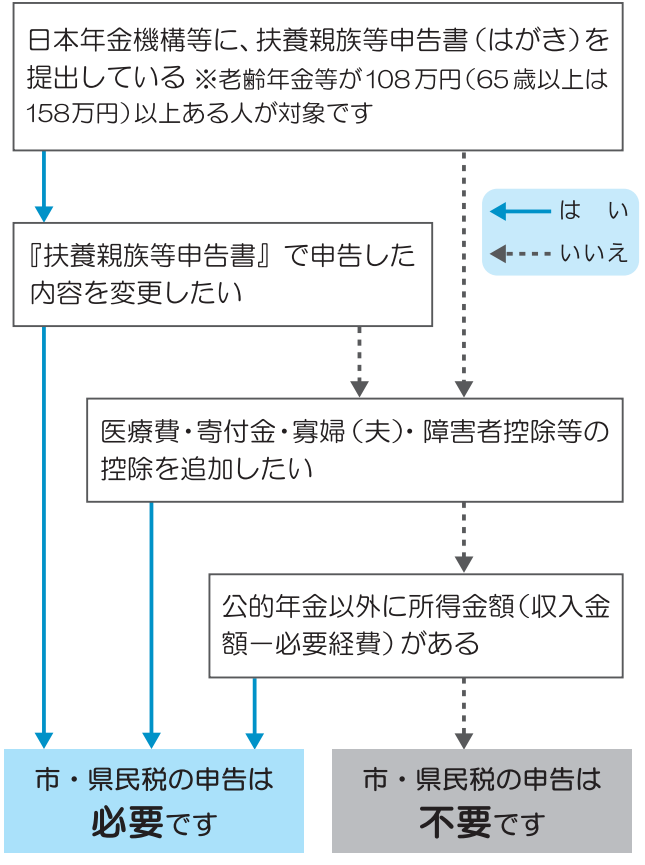 日本年金機構等に、扶養親族等申告書（はがき）を
提出している ※老齢年金等が108万円（65歳以上は
158万円）以上ある人が対象です
は　い
いいえ
『扶養親族等申告書』で申告した
内容を変更したい
医療費・寄付金・寡婦（夫）・障害者控除等の
控除を追加したい
公的年金以外に所得金額（収入金
額－必要経費）がある
市・県民税の申告は
必要です
市・県民税の申告は
不要です